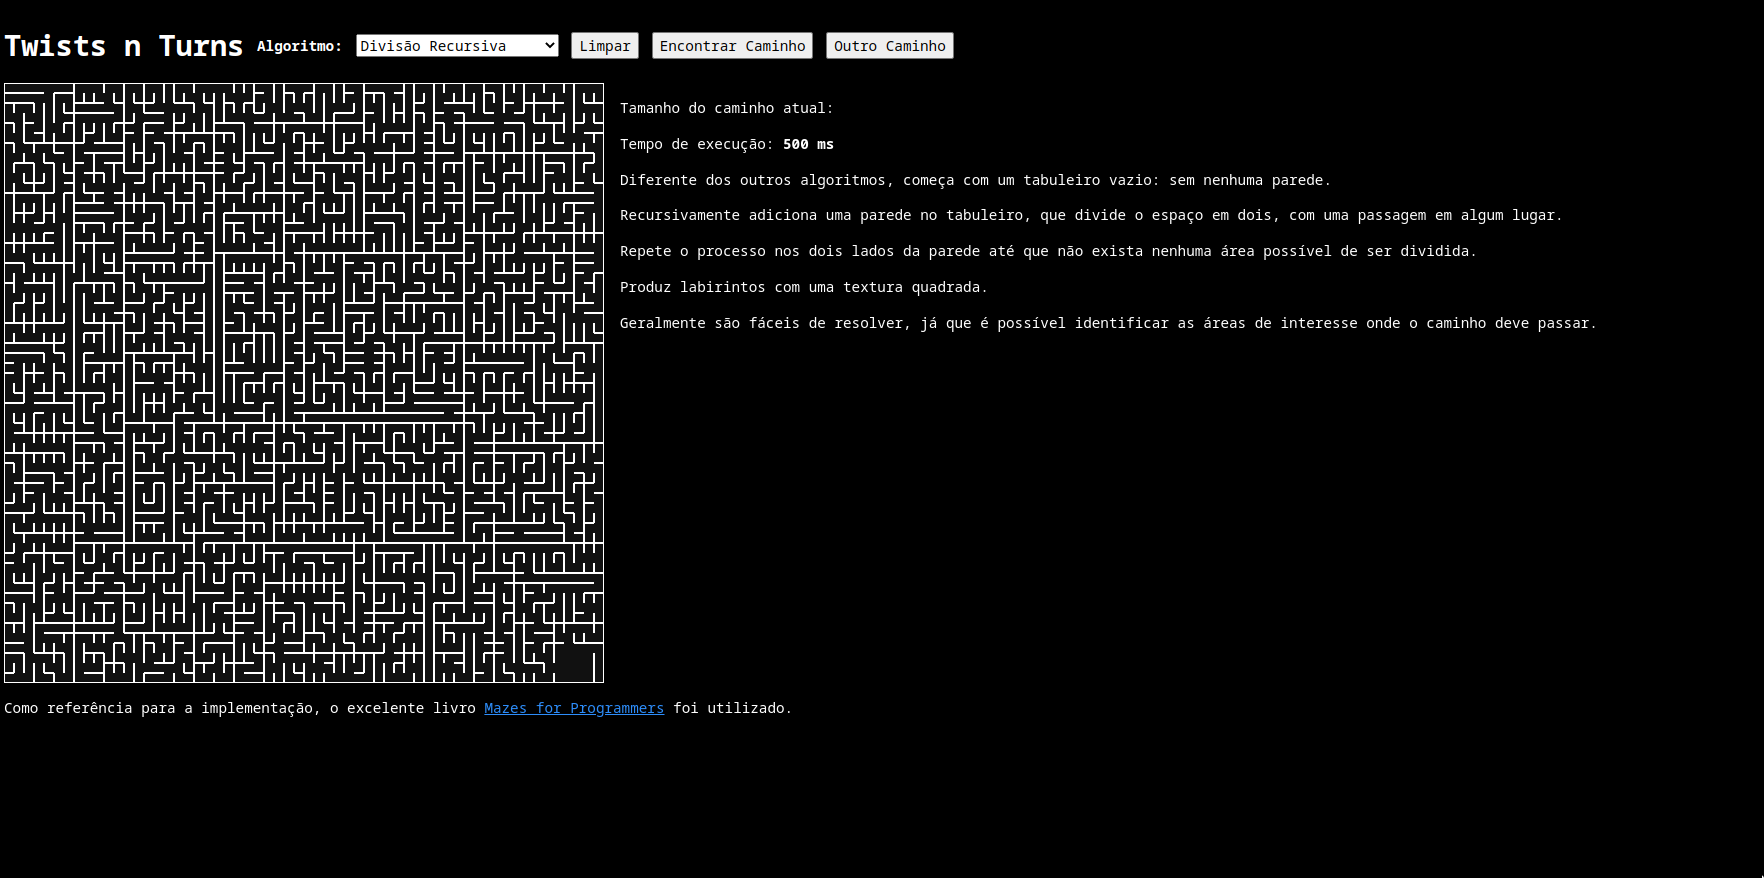 Twists n Turns Algoritmo: Divisão Recursiva Limpar Encontrar Caminho Outro Caminho
Tamanho do caminho atual:
Tempo de execução: 500 ms
Diferente dos outros algoritmos, começa com um tabuleiro vazio: sem nenhuma parede.
Recursivamente adiciona uma parede no tabuleiro, que divide o espaço em dois, com uma passagem em algum lugar.
Repete o processo nos dois lados da parede até que não exista nenhuma área possível de ser dividida.
Produz labirintos com uma textura quadrada.
Geralmente são fáceis de resolver, já que é possível identificar as áreas de interesse onde o caminho deve passar.
Como referência para a implementação, o excelente livro Mazes for Programmers foi utilizado.